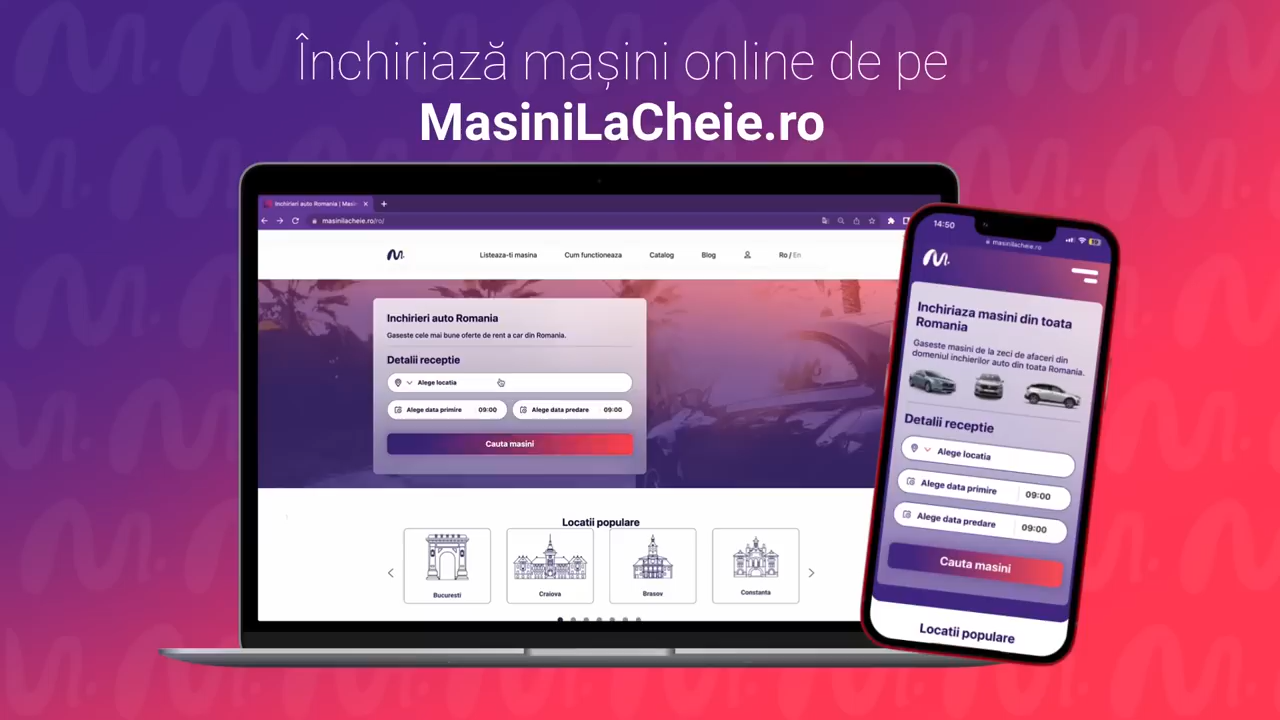 Închiriază mașini online de pe
MasiniLaCheie.ro
Inchirieri auto Romania | Masin
masinilacheie.ro/ro/
M.
Listeaza-ti masina
Cum functioneaza
Catalog
Blog
Ro / En
Inchirieri auto Romania
Gaseste cele mai bune oferte de rent a car din Romania.
Detalii receptie
Alege locatia
Alege data primire 09:00
Alege data predare 09:00
Cauta masini
Locatii populare
Bucuresti
Craiova
Brasov
Constanta
14:50
masinilacheie.ro
M.
Inchiriaza masini din toata
Romania
Gaseste masini de la zeci de afaceri din
domeniul inchierilor auto din toata Romania.
Detalii receptie
Alege locatia
Alege data primire 09:00
Alege data predare 09:00
Cauta masini
Locatii populare